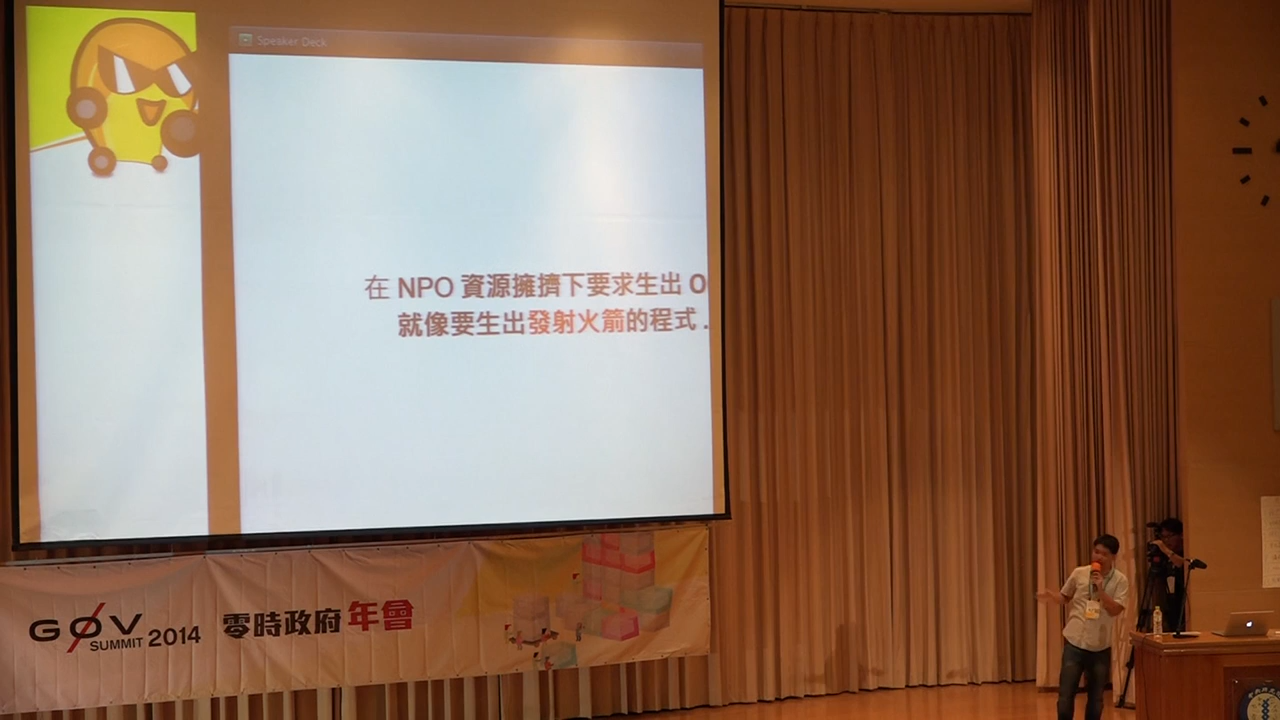 Speaker Deck
在 NPO 資源擁擠下要求生出 O
就像要生出發射火箭的程式 .
GØV SUMMIT 2014 零時政府年會